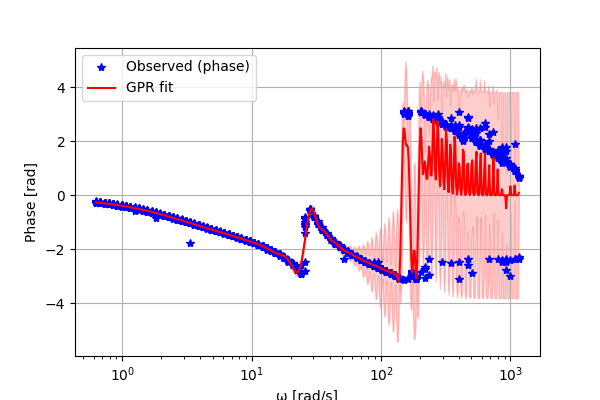 Observed (phase)
GPR fit
Phase [rad]
4
2
0
−2
−4
10⁰
10¹
10²
10³
ω [rad/s]